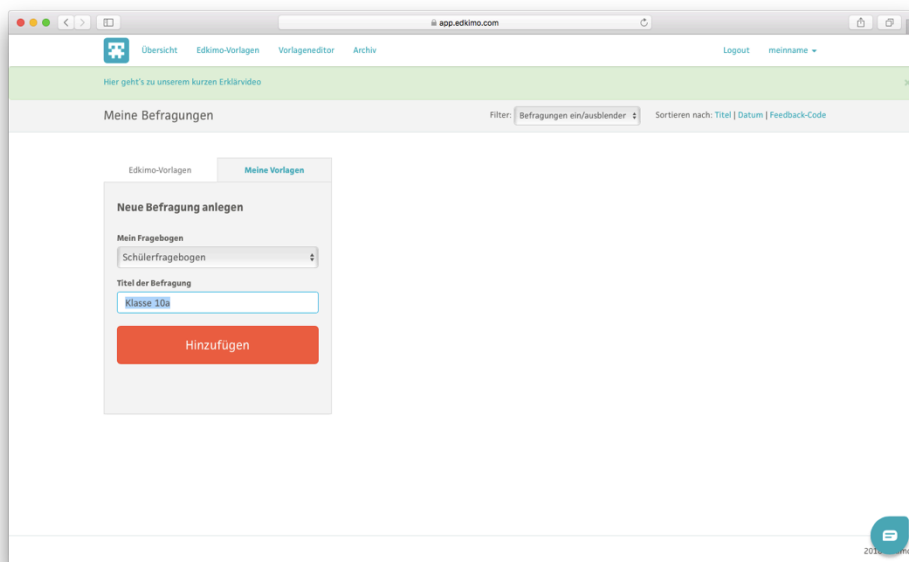 app.edkimo.com
Übersicht Edkimo-Vorlagen Vorlageneditor Archiv Logout meinname
Hier geht's zu unserem kurzen Erklärvideo
Meine Befragungen Filter: Befragungen ein/ausblender Sortieren nach: Titel | Datum | Feedback-Code
Edkimo-Vorlagen Meine Vorlagen
Neue Befragung anlegen
Mein Fragebogen
Schülerfragebogen
Titel der Befragung
Klasse 10a
Hinzufügen